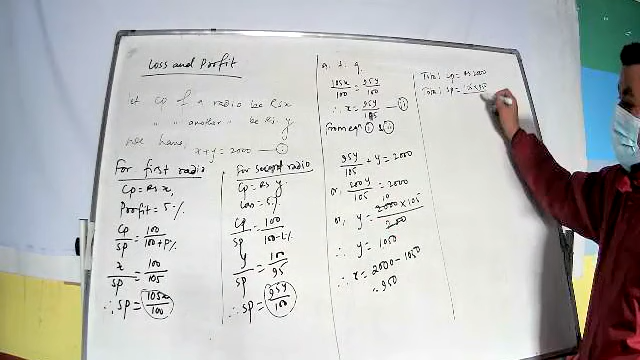 Loss and Profit
let Cp of a radio be Rs x
" " another " be Rs. y
we have,
x+y = 2000 — (i)
For first radio
Cp = Rs x,
Profit = 5%
Cp/SP = 100/100+P%
x/SP = 100/105
∴ SP = 105x/100
For second radio
Cp = Rs y
Loss = 5%
Cp/SP = 100/100-L%
y/SP = 100/95
∴ SP = 95y/100
A. s. q.
105x/100 = 95y/100
∴ x = 95y/105 — (ii)
From eqn (i) & (ii)
95y/105 + y = 2000
or, 200y/105 = 2000
or, y = 2000×105/200
∴ y = 1050
∴ x = 2000 - 1050
= 950
Total Cp = Rs 2000
Total SP =